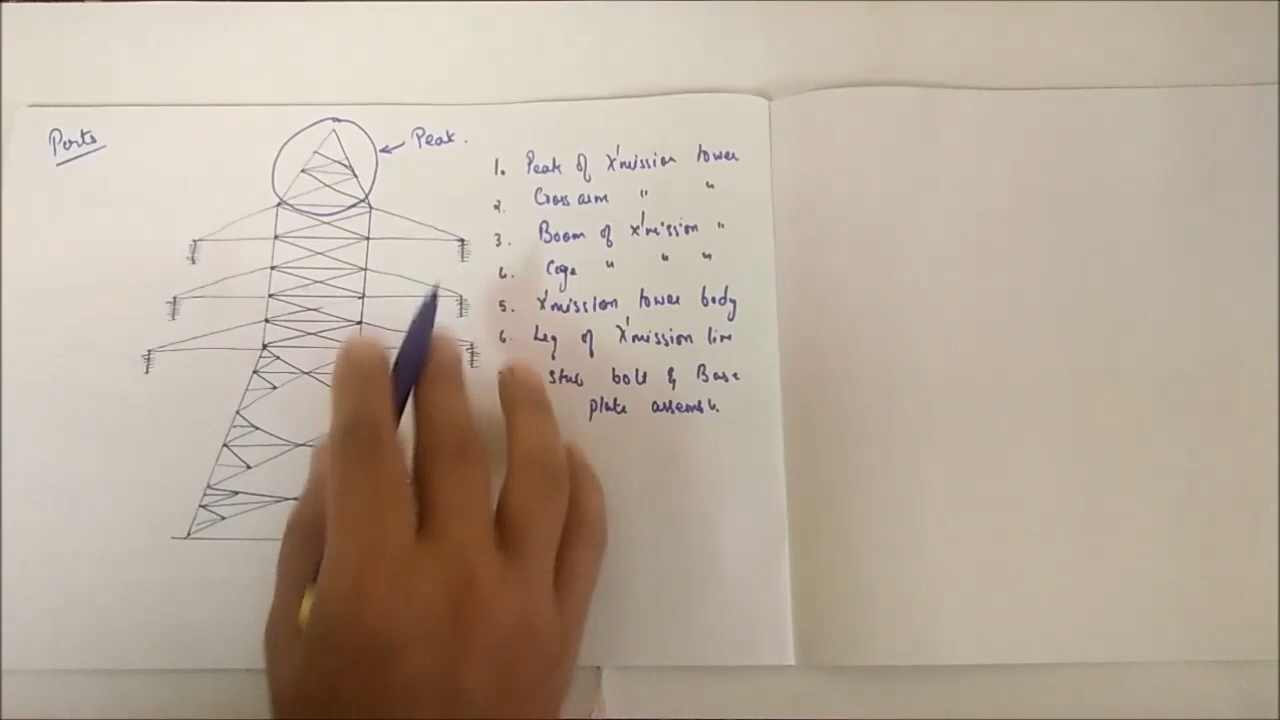 Parts
Peak.
1. Peak of X'mission tower
2. Cross arm " "
3. Boom of X'mission "
4. Cage " " "
5. X'mission tower body
6. Leg of X'mission line
stub bolt & Base
plate assemb.